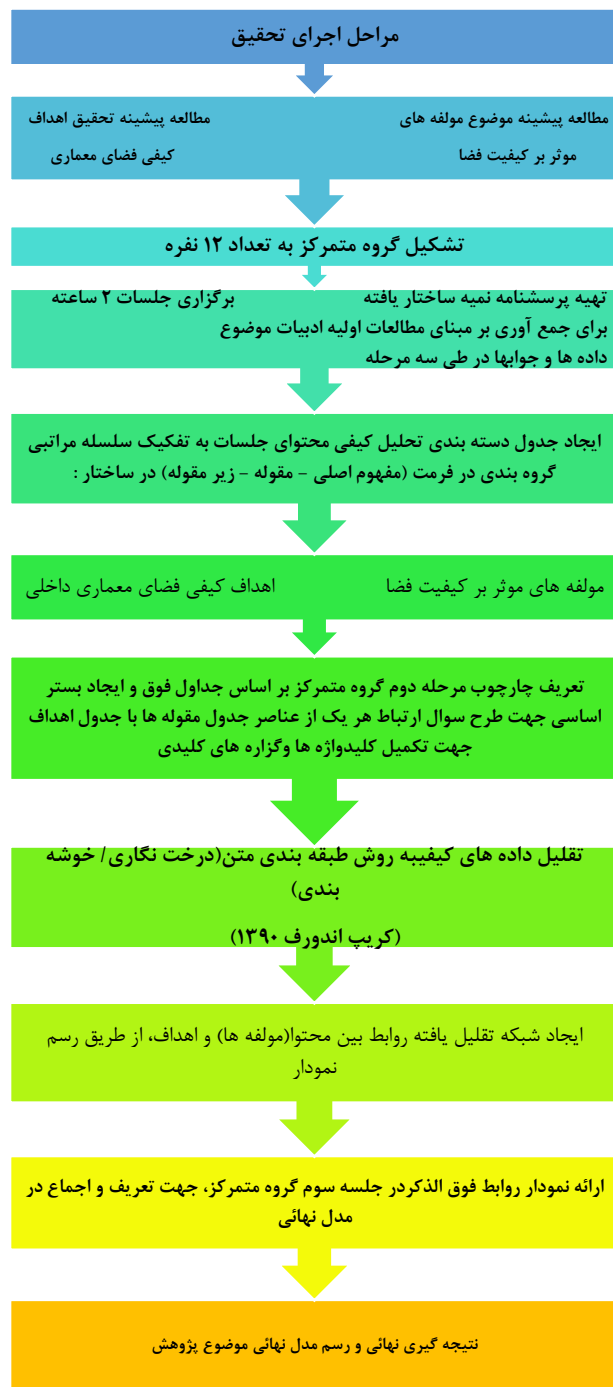 مراحل اجرای تحقیق
مطالعه پیشینه موضوع مولفه های
موثر بر کیفیت فضا
مطالعه پیشینه تحقیق اهداف
کیفی فضای معماری
تشکیل گروه متمرکز به تعداد ۱۲ نفره
تهیه پرسشنامه نمیه ساختار یافته برگزاری جلسات ۲ ساعته
برای جمع آوری بر مبنای مطالعات اولیه ادبیات موضوع
داده ها و جوابها در طی سه مرحله
ایجاد جدول دسته بندی تحلیل کیفی محتوای جلسات به تفکیک سلسله مراتبی
گروه بندی در فرمت (مفهوم اصلی - مقوله - زیر مقوله) در ساختار :
مولفه های موثر بر کیفیت فضا اهداف کیفی فضای معماری داخلی
تعریف چارچوب مرحله دوم گروه متمرکز بر اساس جداول فوق و ایجاد بستر
اساسی جهت طرح سوال ارتباط هر یک از عناصر جدول مقوله ها با جدول اهداف
جهت تکمیل کلیدواژه ها وگزاره های کلیدی
تقلیل داده های کیفیبه روش طبقه بندی متن(درخت نگاری/ خوشه
بندی)
(کریپ اندورف ۱۳۹۰)
ایجاد شبکه تقلیل یافته روابط بین محتوا(مولفه ها) و اهداف، از طریق رسم
نمودار
ارائه نمودار روابط فوق الذکردر جلسه سوم گروه متمرکز، جهت تعریف و اجماع در
مدل نهائی
نتیجه گیری نهائی و رسم مدل نهائی موضوع پژوهش